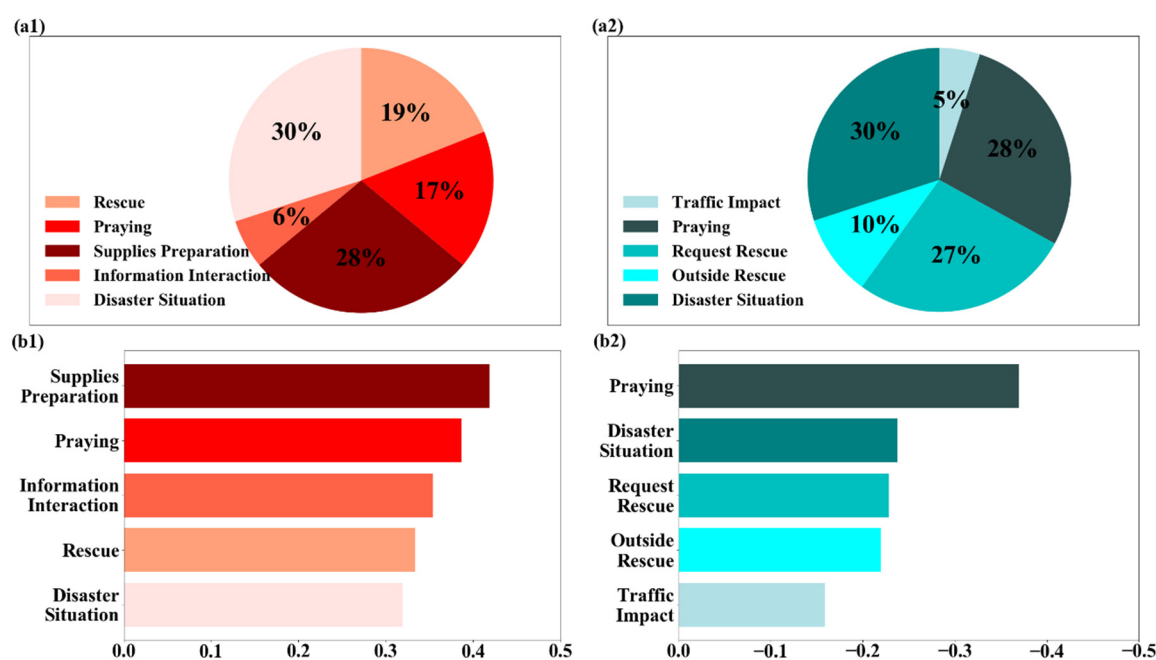 (a1)
30%
19%
17%
6%
28%
Rescue
Praying
Supplies Preparation
Information Interaction
Disaster Situation
(a2)
5%
30%
28%
10%
27%
Traffic Impact
Praying
Request Rescue
Outside Rescue
Disaster Situation
(b1)
Supplies
Preparation
Praying
Information
Interaction
Rescue
Disaster
Situation
0.0 0.1 0.2 0.3 0.4 0.5
(b2)
Praying
Disaster
Situation
Request
Rescue
Outside
Rescue
Traffic
Impact
0.0 −0.1 −0.2 −0.3 −0.4 −0.5